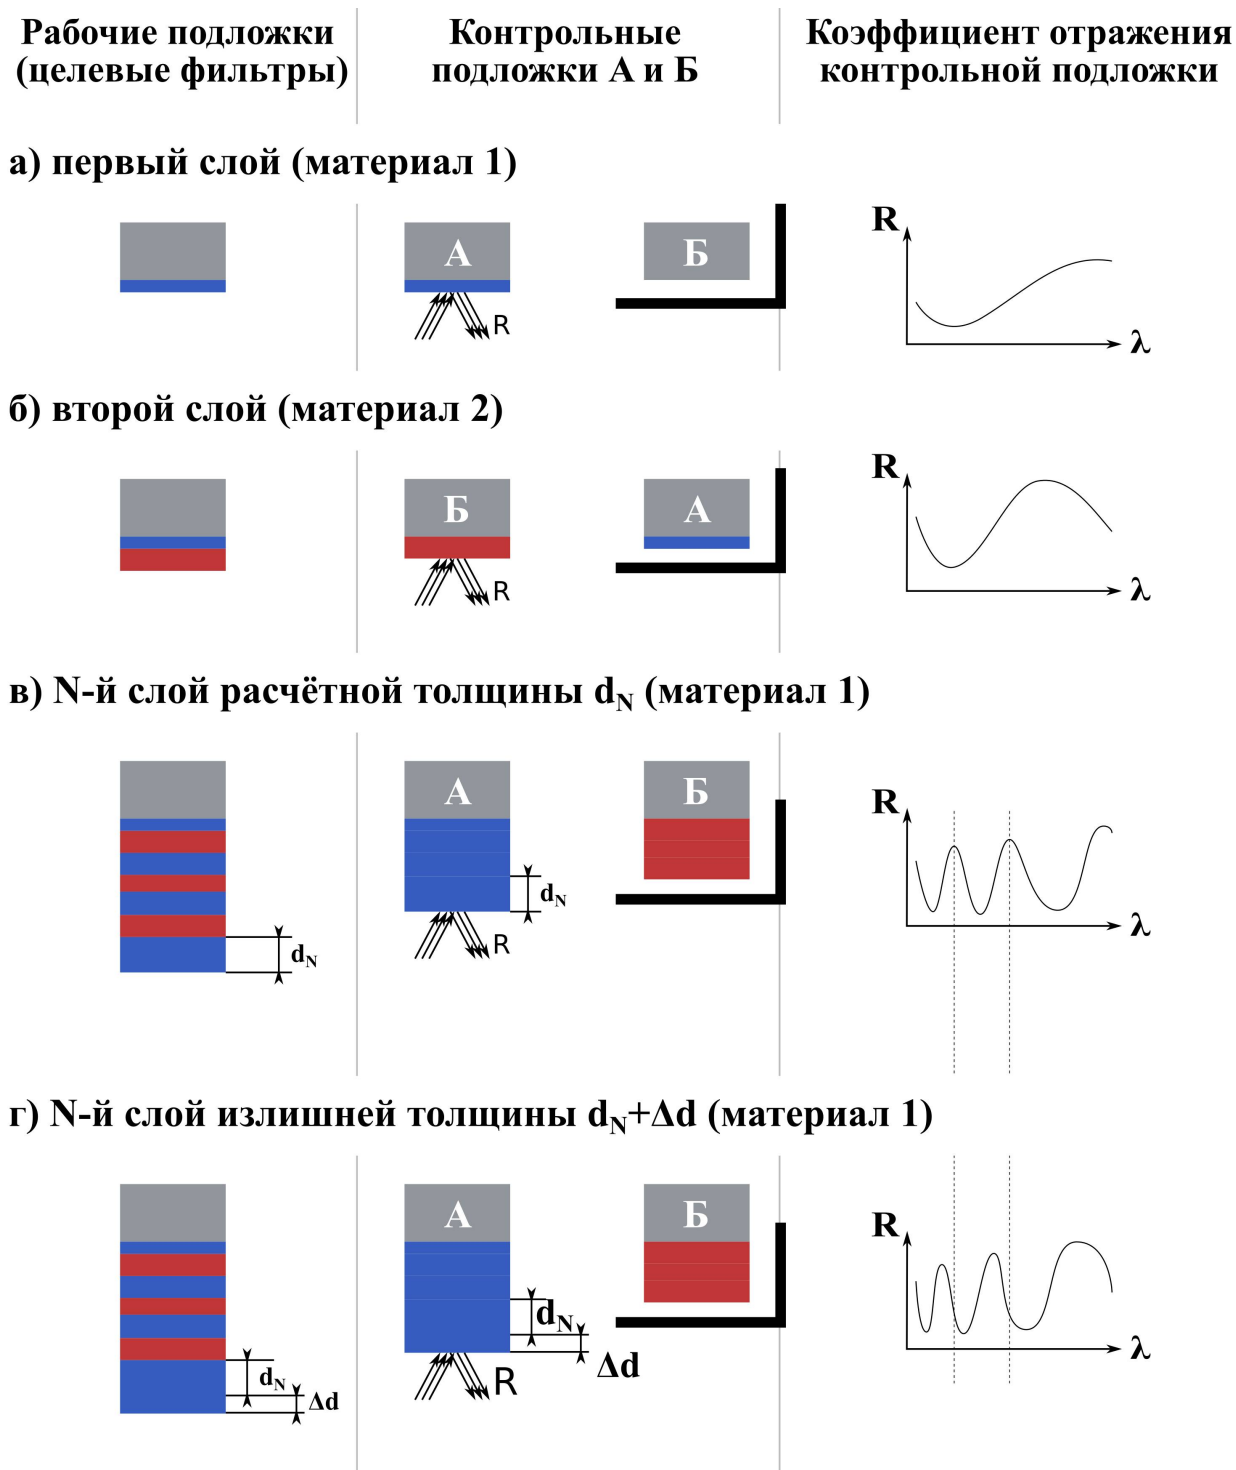 Рабочие подложки
(целевые фильтры)
Контрольные
подложки А и Б
Коэффициент отражения
контрольной подложки
а) первый слой (материал 1)
А
R
Б
R
λ
б) второй слой (материал 2)
Б
R
А
R
λ
в) N-й слой расчётной толщины dN (материал 1)
dN
А
dN
R
Б
R
λ
г) N-й слой излишней толщины dN+Δd (материал 1)
dN
Δd
А
dN
Δd
R
Б
R
λ